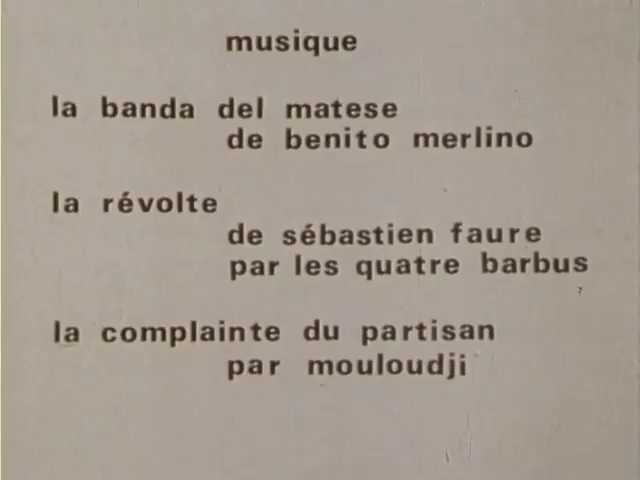 musique
la banda del matese
de benito merlino
la révolte
de sébastien faure
par les quatre barbus
la complainte du partisan
par mouloudji